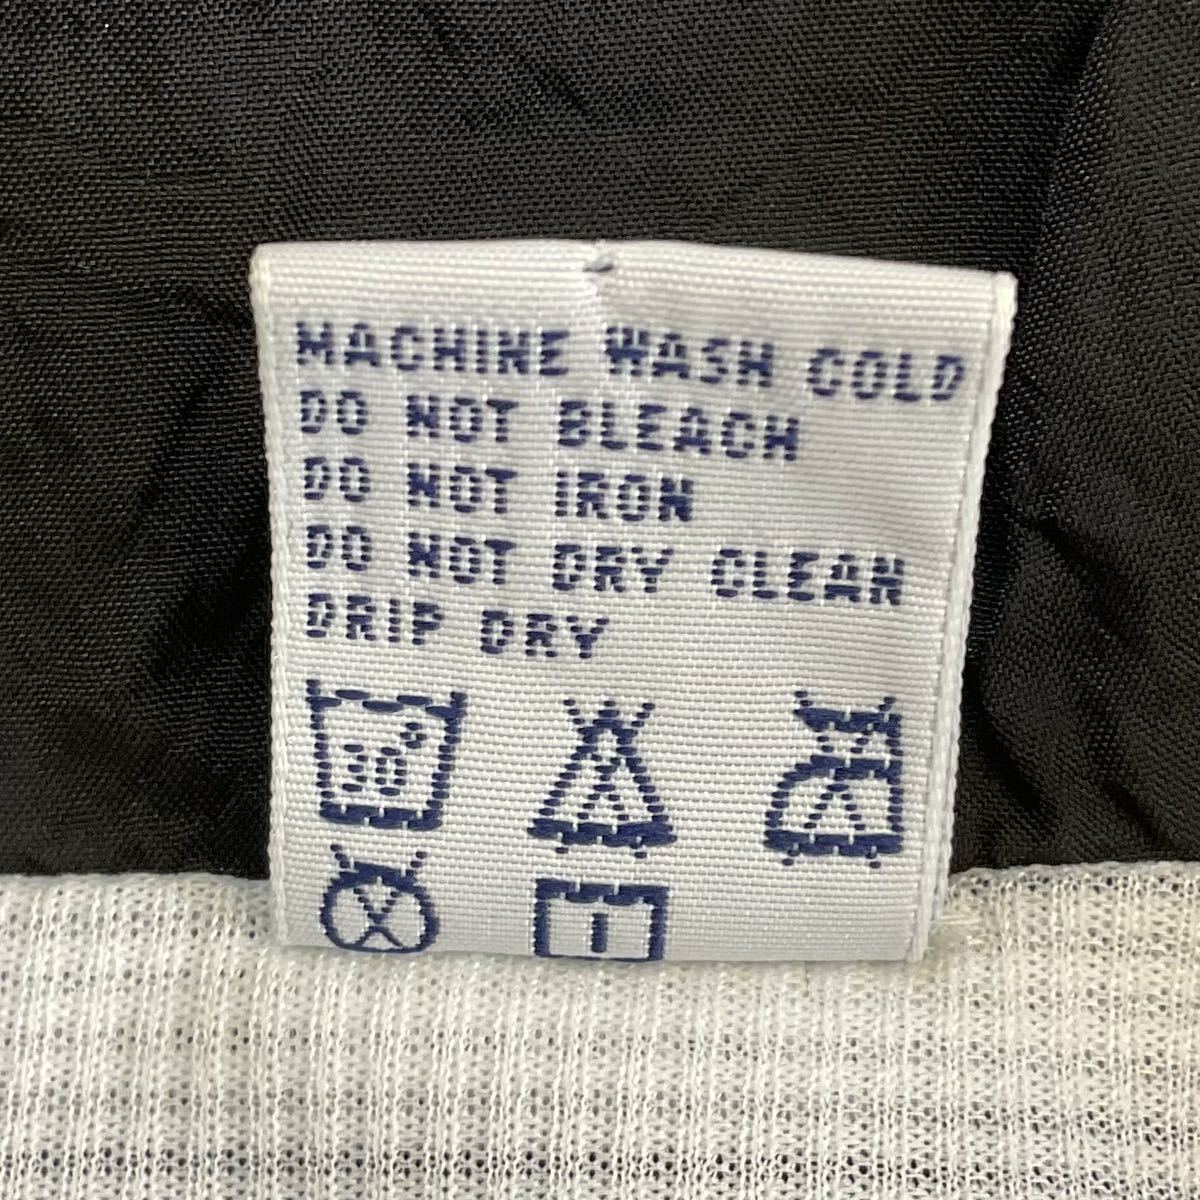 MACHINE WASH COLD
DO NOT BLEACH
DO NOT IRON
DO NOT DRY CLEAN
DRIP DRY
30°